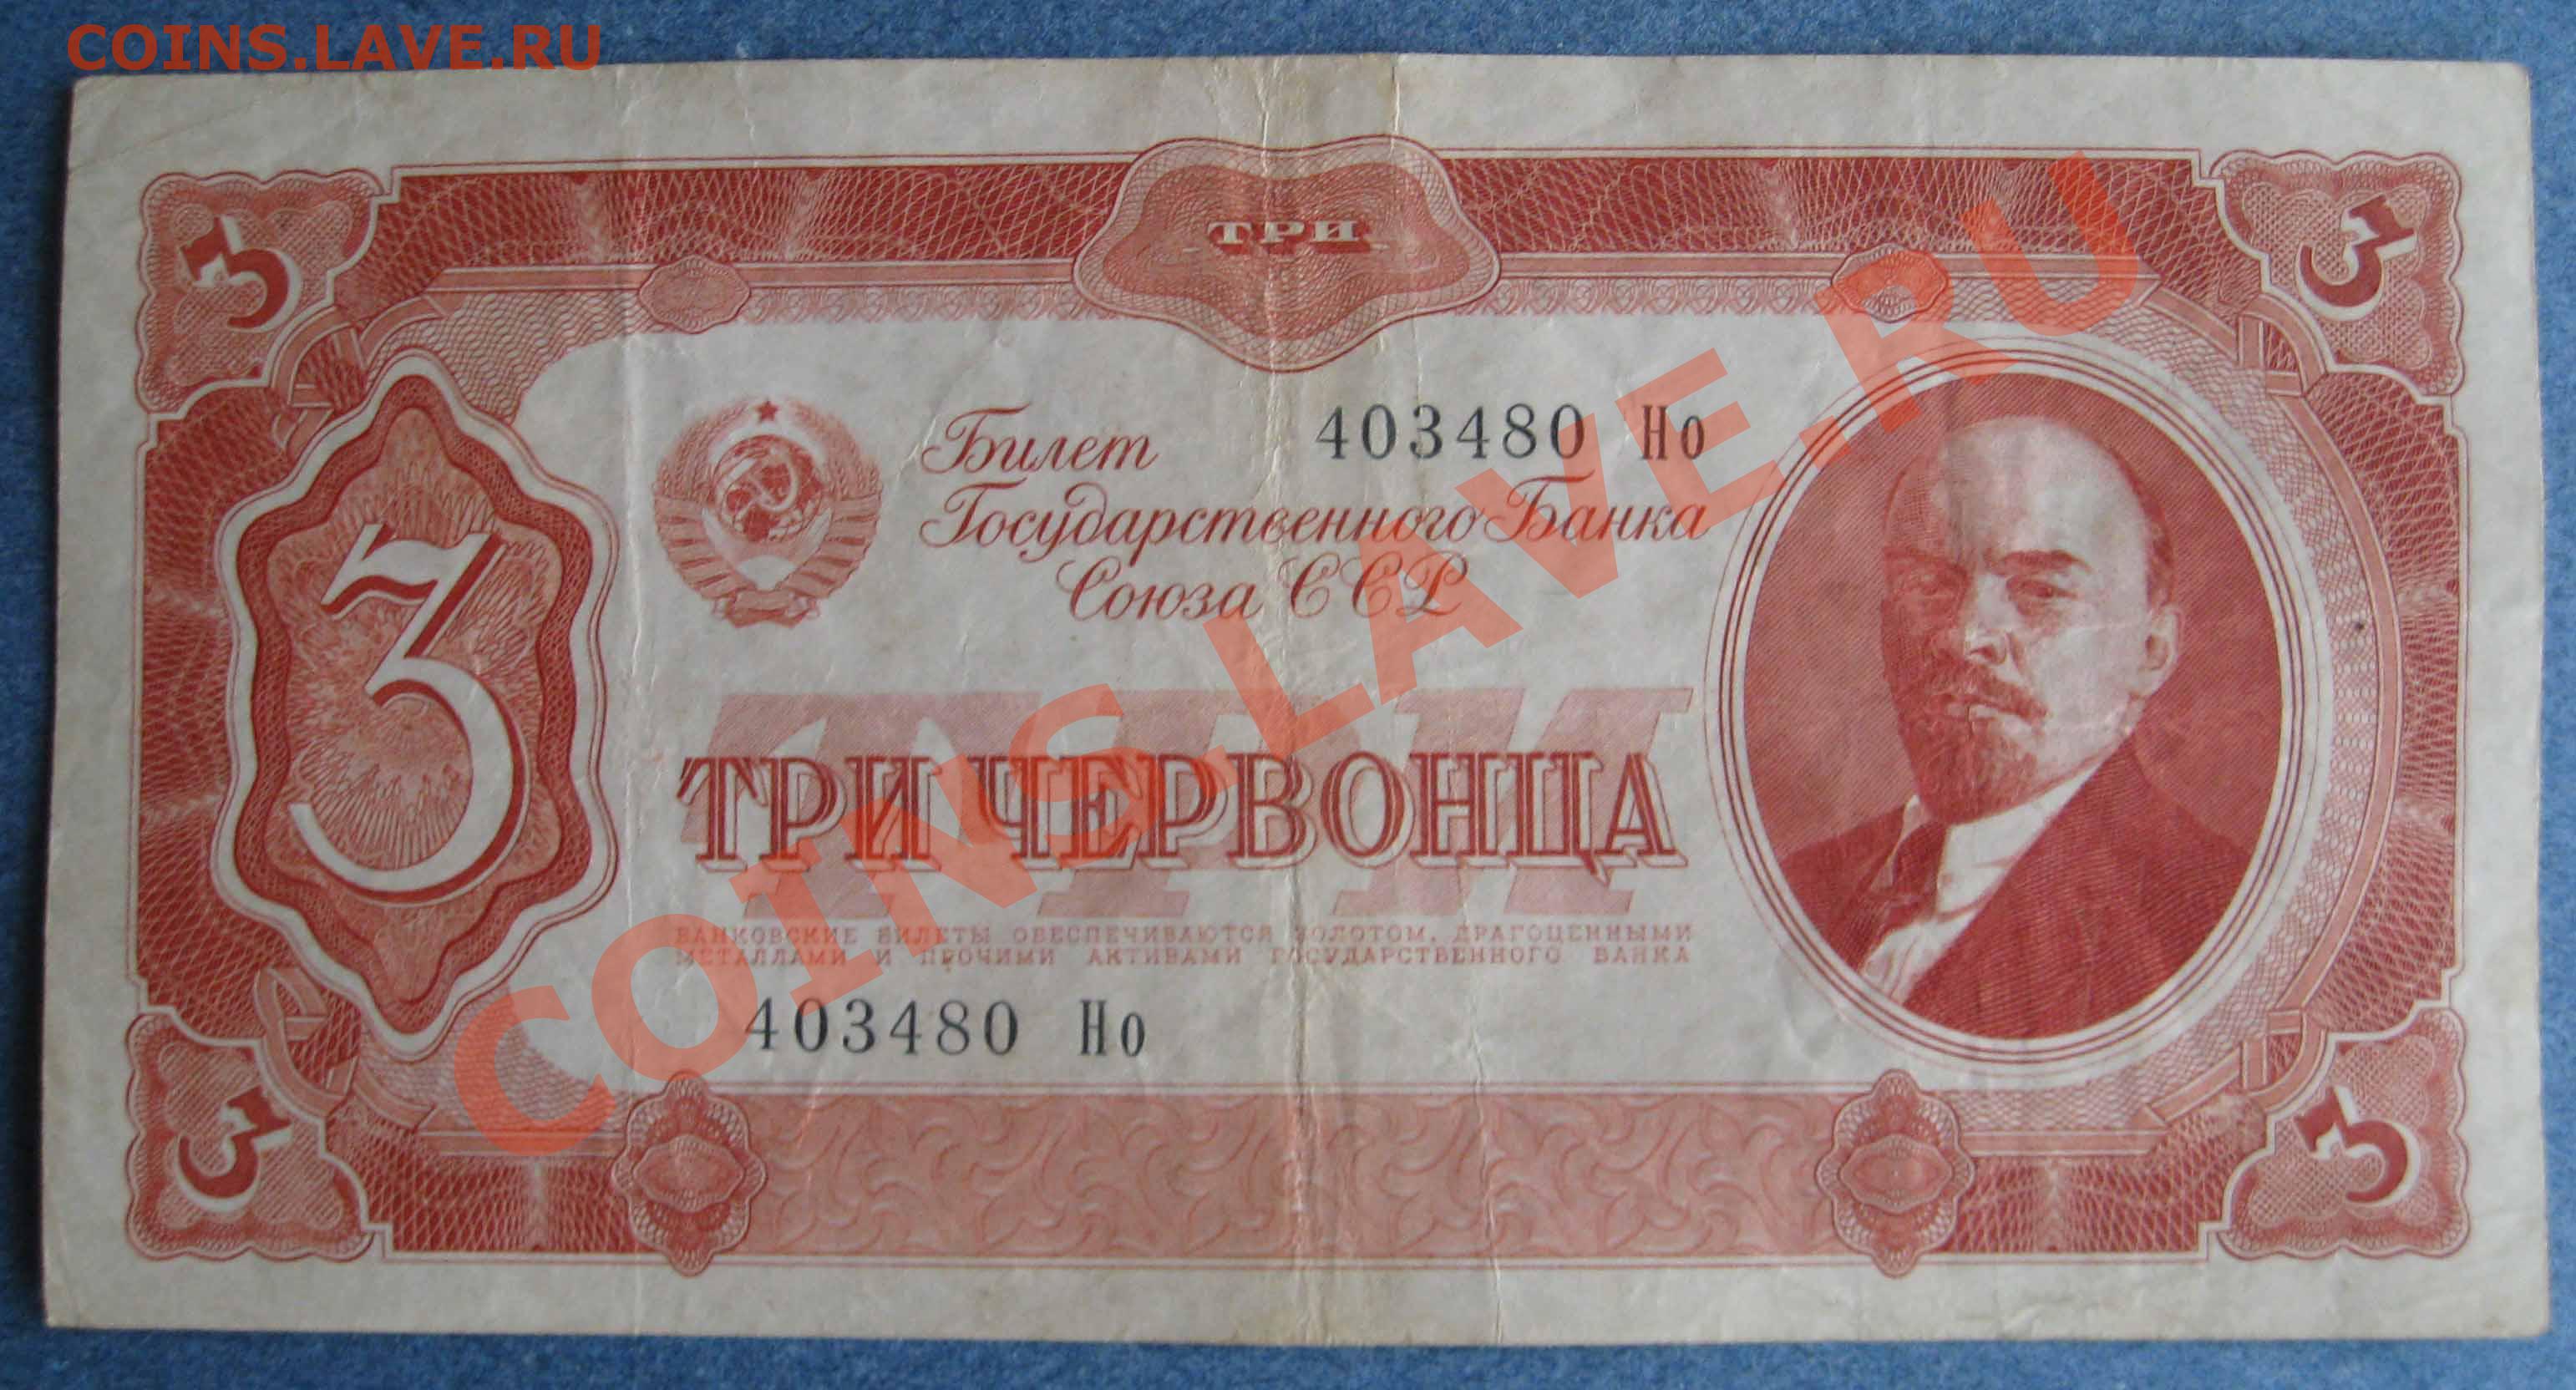 COINS.LAVE.RU
3
ТРИ
3
Билет
403480 Но
Государственного Банка
Союза ССР
3
ТРИ
ТРИ ЧЕРВОНЦА
БАНКОВСКИЕ БИЛЕТЫ ОБЕСПЕЧИВАЮТСЯ ЗОЛОТОМ, ДРАГОЦЕННЫМИ
МЕТАЛЛАМИ И ПРОЧИМИ АКТИВАМИ ГОСУДАРСТВЕННОГО БАНКА
403480 Но
3
3
COINS.LAVE.RU